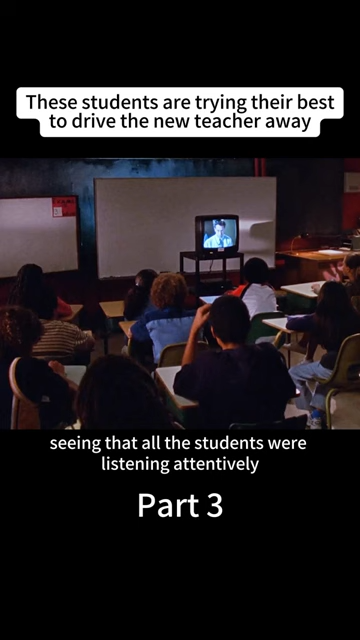 These students are trying their best
to drive the new teacher away
seeing that all the students were
listening attentively
Part 3